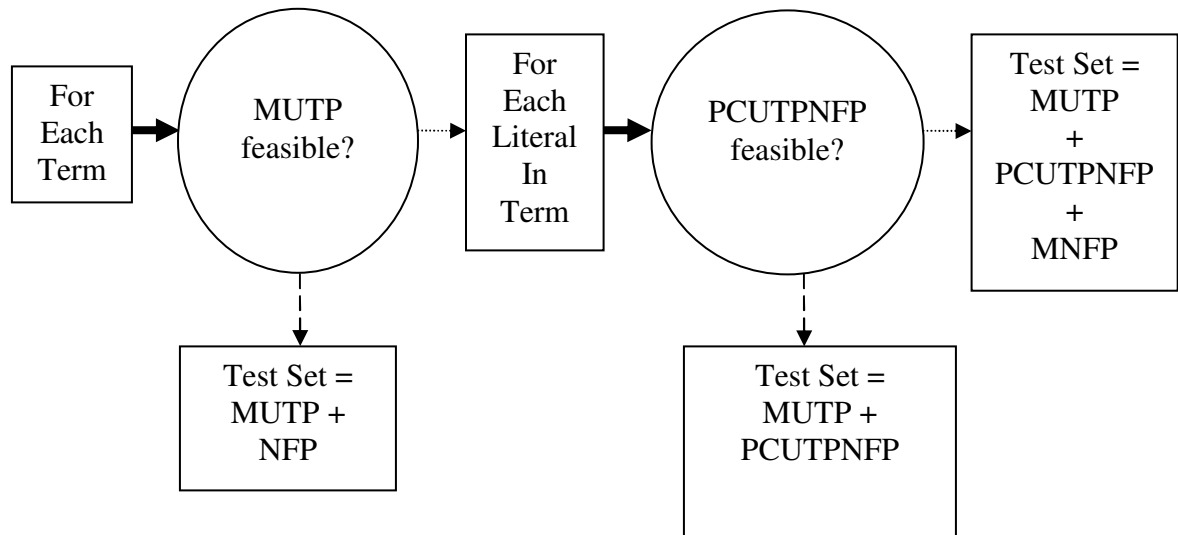 For
Each
Term
MUTP
feasible?
For
Each
Literal
In
Term
PCUTPNFP
feasible?
Test Set =
MUTP
+
PCUTPNFP
+
MNFP
Test Set =
MUTP +
NFP
Test Set =
MUTP +
PCUTPNFP